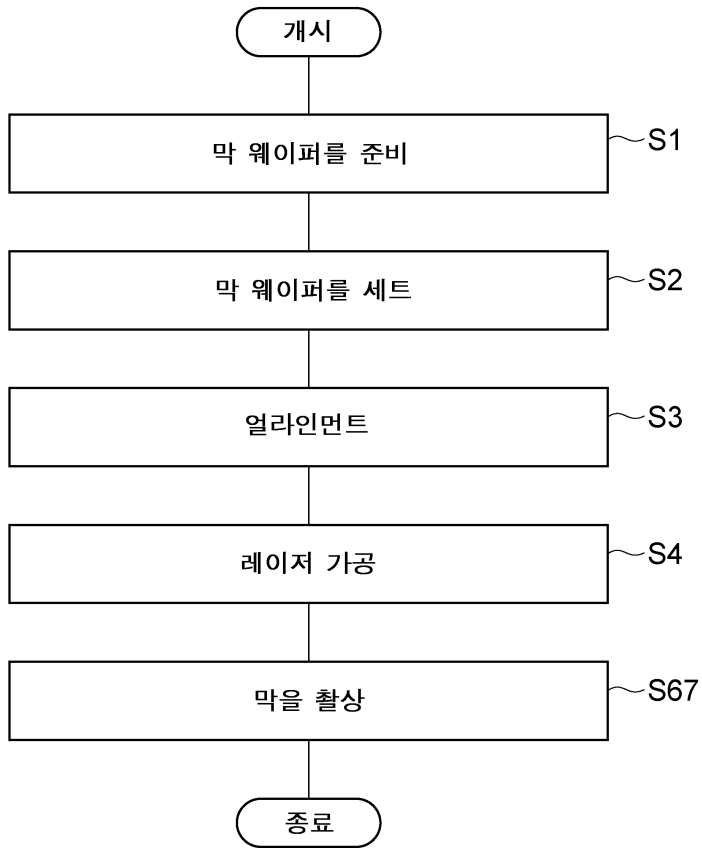 개시
막 웨이퍼를 준비
S1
막 웨이퍼를 세트
S2
얼라인먼트
S3
레이저 가공
S4
막을 촬상
S67
종료